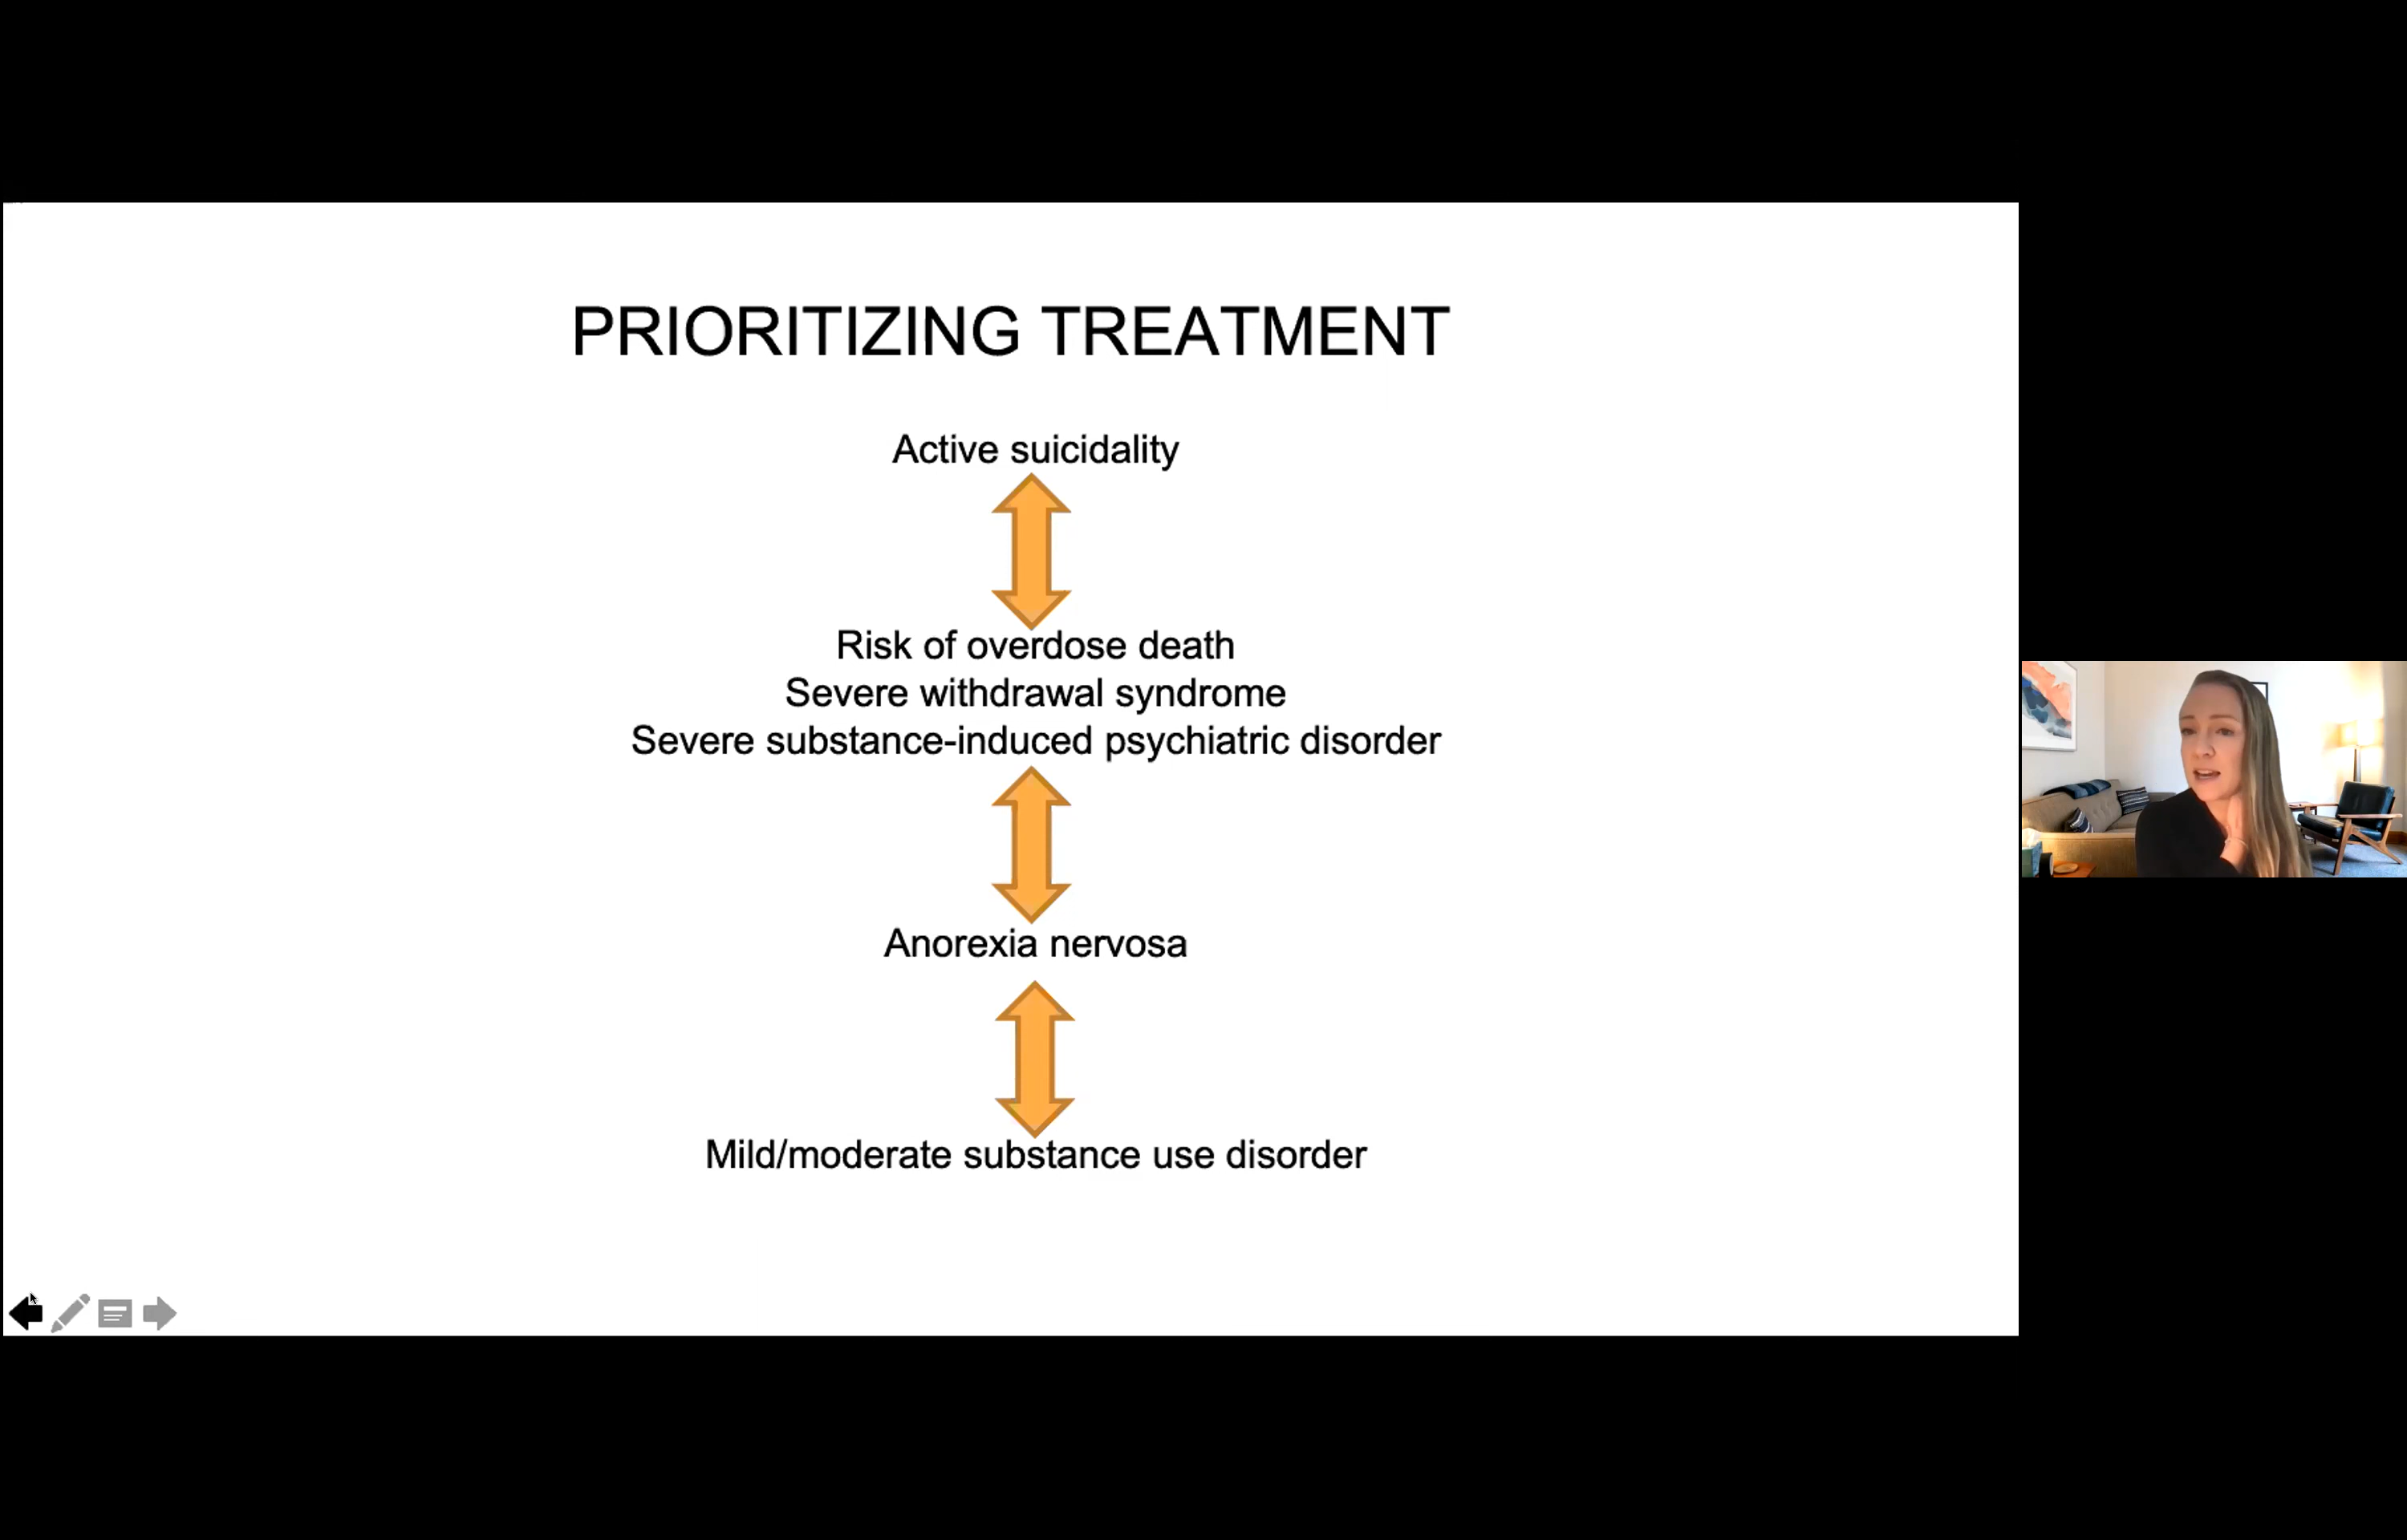 PRIORITIZING TREATMENT
Active suicidality
Risk of overdose death
Severe withdrawal syndrome
Severe substance-induced psychiatric disorder
Anorexia nervosa
Mild/moderate substance use disorder